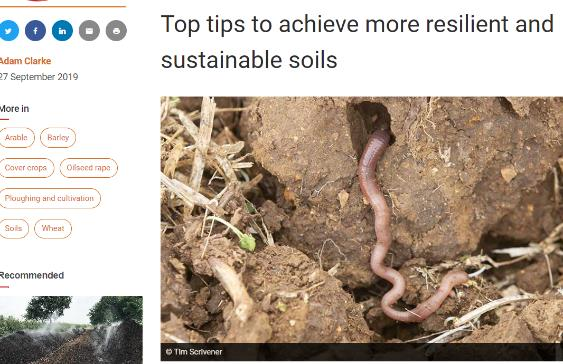 Top tips to achieve more resilient and
sustainable soils
Adam Clarke
27 September 2019
More in
Arable
Barley
Cover crops
Oilseed rape
Ploughing and cultivation
Soils
Wheat
Recommended
© Tim Scrivener